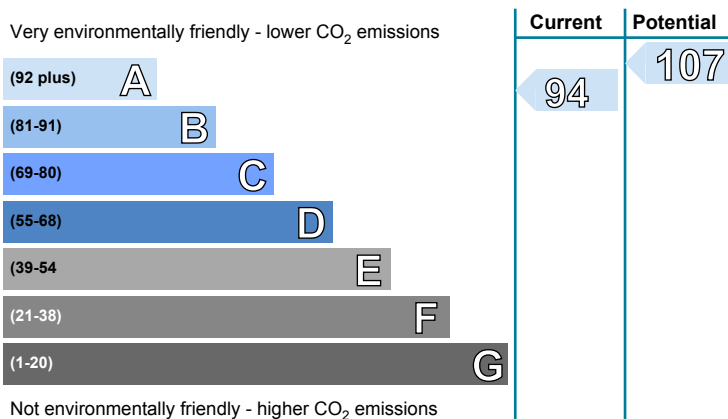 Very environmentally friendly - lower CO2 emissions
Current
Potential
(92 plus) A
(81-91) B
(69-80) C
(55-68) D
(39-54 E
(21-38) F
(1-20) G
94
107
Not environmentally friendly - higher CO2 emissions